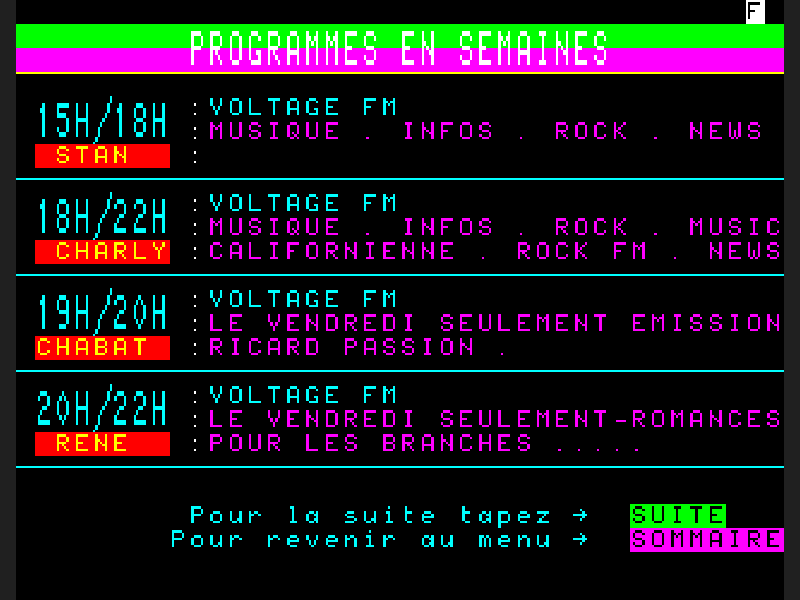 F
PROGRAMMES EN SEMAINES
15H/18H : VOLTAGE FM
: MUSIQUE . INFOS . ROCK . NEWS
STAN :
18H/22H : VOLTAGE FM
: MUSIQUE . INFOS . ROCK . MUSIC
CHARLY : CALIFORNIENNE . ROCK FM . NEWS
19H/20H : VOLTAGE FM
: LE VENDREDI SEULEMENT EMISSION
CHABAT : RICARD PASSION .
20H/22H : VOLTAGE FM
: LE VENDREDI SEULEMENT-ROMANCES
RENE : POUR LES BRANCHES .....
Pour la suite tapez → SUITE
Pour revenir au menu → SOMMAIRE